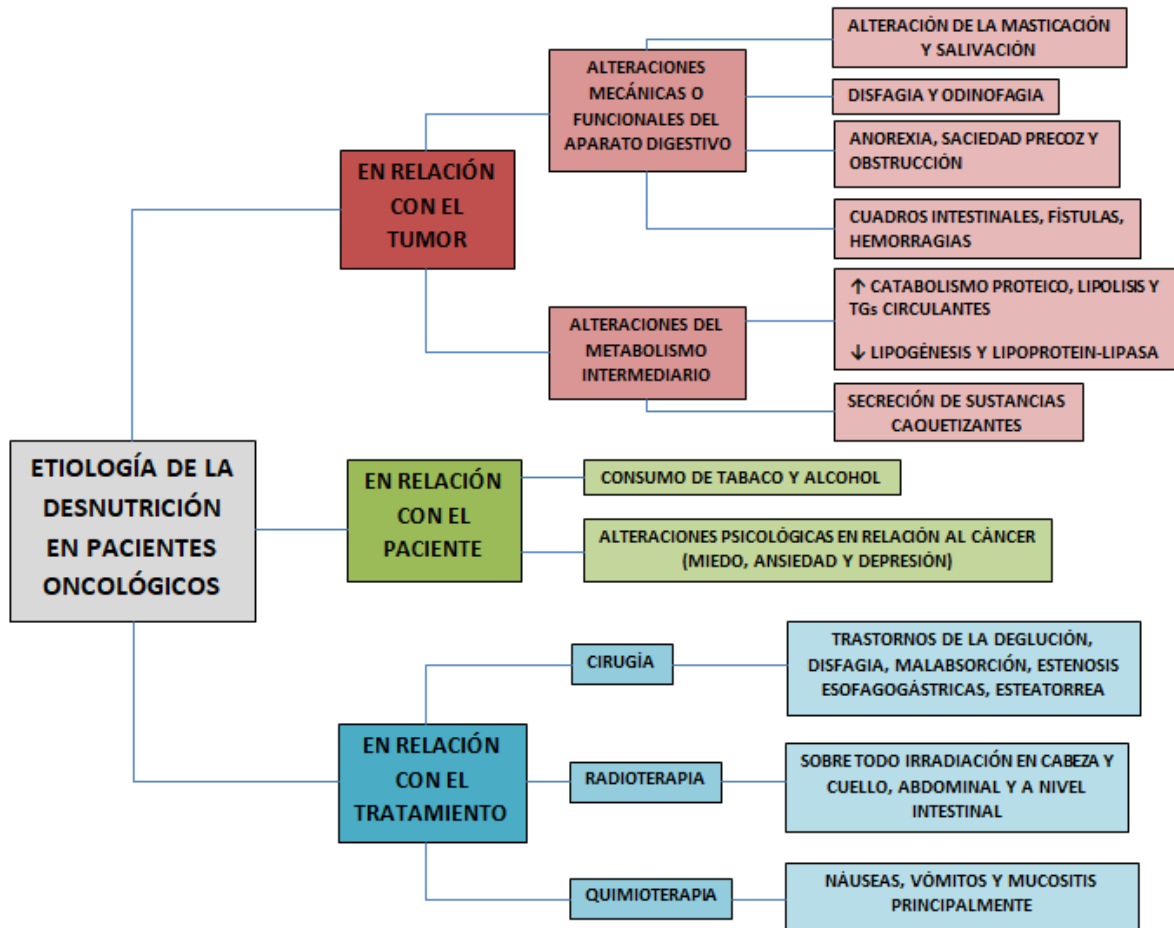 ETIOLOGÍA DE LA
DESNUTRICIÓN
EN PACIENTES
ONCOLÓGICOS
EN RELACIÓN
CON EL
TUMOR
ALTERACIONES
MECÁNICAS O
FUNCIONALES DEL
APARATO DIGESTIVO
ALTERACIÓN DE LA MASTICACIÓN
Y SALIVACIÓN
DISFAGIA Y ODINOFAGIA
ANOREXIA, SACIEDAD PRECOZ Y
OBSTRUCCIÓN
CUADROS INTESTINALES, FÍSTULAS,
HEMORRAGIAS
ALTERACIONES DEL
METABOLISMO
INTERMEDIARIO
↑ CATABOLISMO PROTEICO, LIPOLISIS Y
TGs CIRCULANTES
↓ LIPOGÉNESIS Y LIPOPROTEIN-LIPASA
SECRECIÓN DE SUSTANCIAS
CAQUETIZANTES
EN RELACIÓN
CON EL
PACIENTE
CONSUMO DE TABACO Y ALCOHOL
ALTERACIONES PSICOLÓGICAS EN RELACIÓN AL CÁNCER
(MIEDO, ANSIEDAD Y DEPRESIÓN)
EN RELACIÓN
CON EL
TRATAMIENTO
CIRUGÍA
TRASTORNOS DE LA DEGLUCIÓN,
DISFAGIA, MALABSORCIÓN, ESTENOSIS
ESOFAGOGÁSTRICAS, ESTEATORREA
RADIOTERAPIA
SOBRE TODO IRRADIACIÓN EN CABEZA Y
CUELLO, ABDOMINAL Y A NIVEL
INTESTINAL
QUIMIOTERAPIA
NÁUSEAS, VÓMITOS Y MUCOSITIS
PRINCIPALMENTE